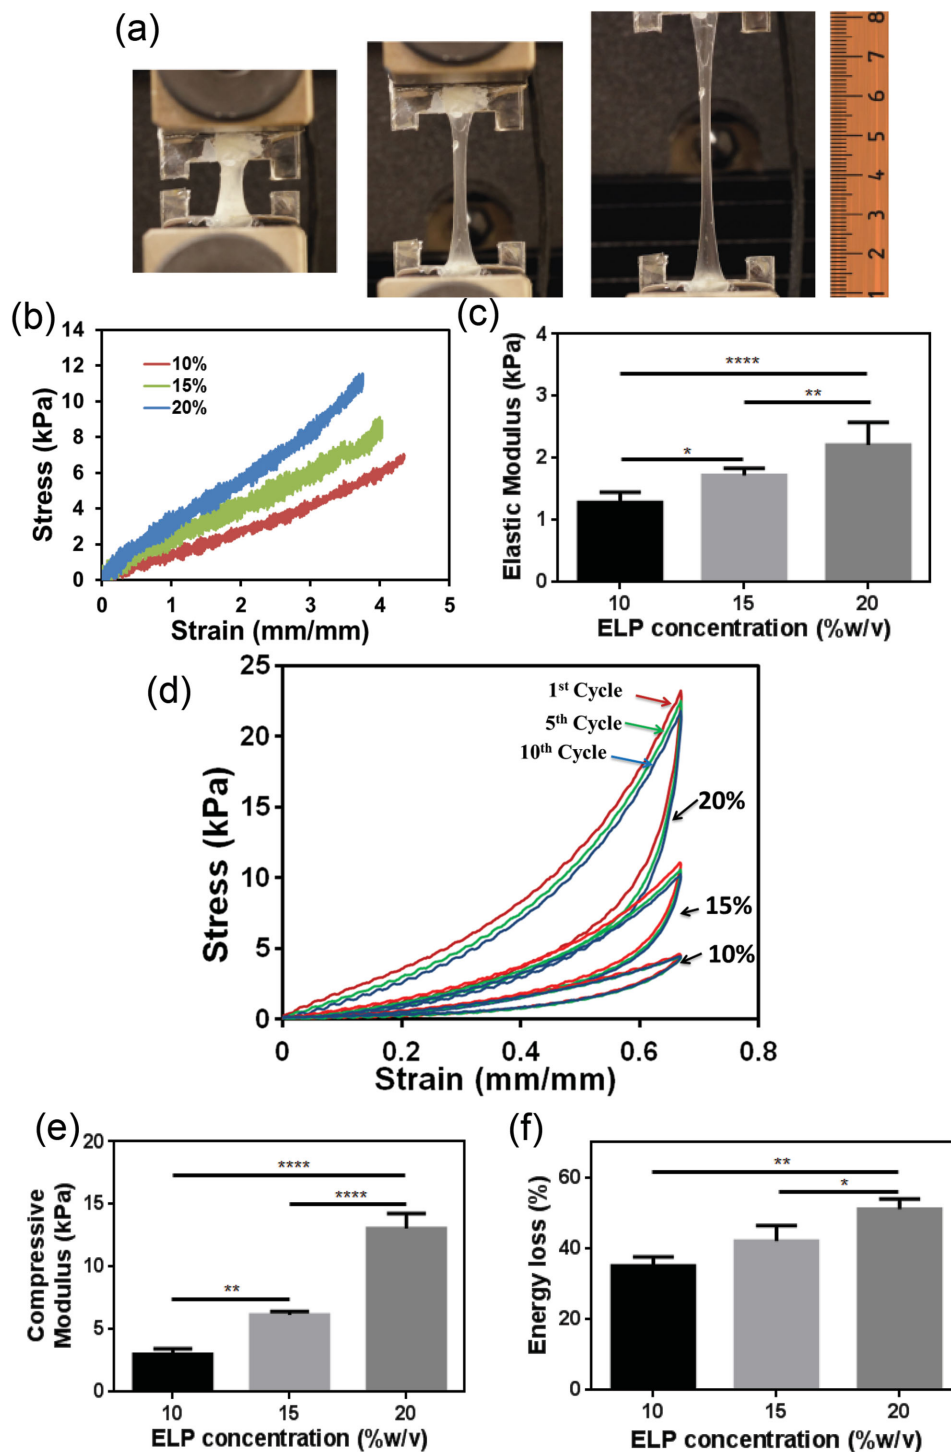 (a)
8
7
6
5
4
3
2
1
(b)
14
12
10
8
6
4
2
0
Stress (kPa)
10%
15%
20%
0 1 2 3 4 5
Strain (mm/mm)
(c)
4
3
2
1
0
Elastic Modulus (kPa)
****
**
*
10 15 20
ELP concentration (%w/v)
(d)
25
20
15
10
5
0
Stress (kPa)
1st Cycle
5th Cycle
10th Cycle
20%
15%
10%
0 0.2 0.4 0.6 0.8
Strain (mm/mm)
(e)
20
15
10
5
0
Compressive
Modulus (kPa)
****
****
**
10 15 20
ELP concentration (%w/v)
(f)
60
40
20
0
Energy loss (%)
**
*
10 15 20
ELP concentration (%w/v)